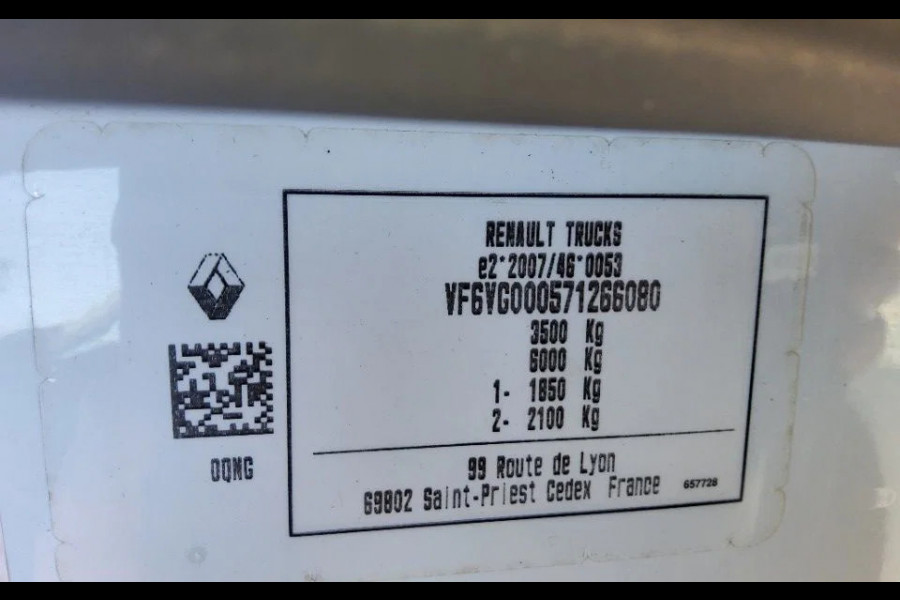 RENAULT TRUCKS
e2*2007/46*0053
VF6VG000571266080
3500 Kg
6000 Kg
1- 1850 Kg
2- 2100 Kg
99 Route de Lyon
69802 Saint-Priest Cedex France 657728
OQNG